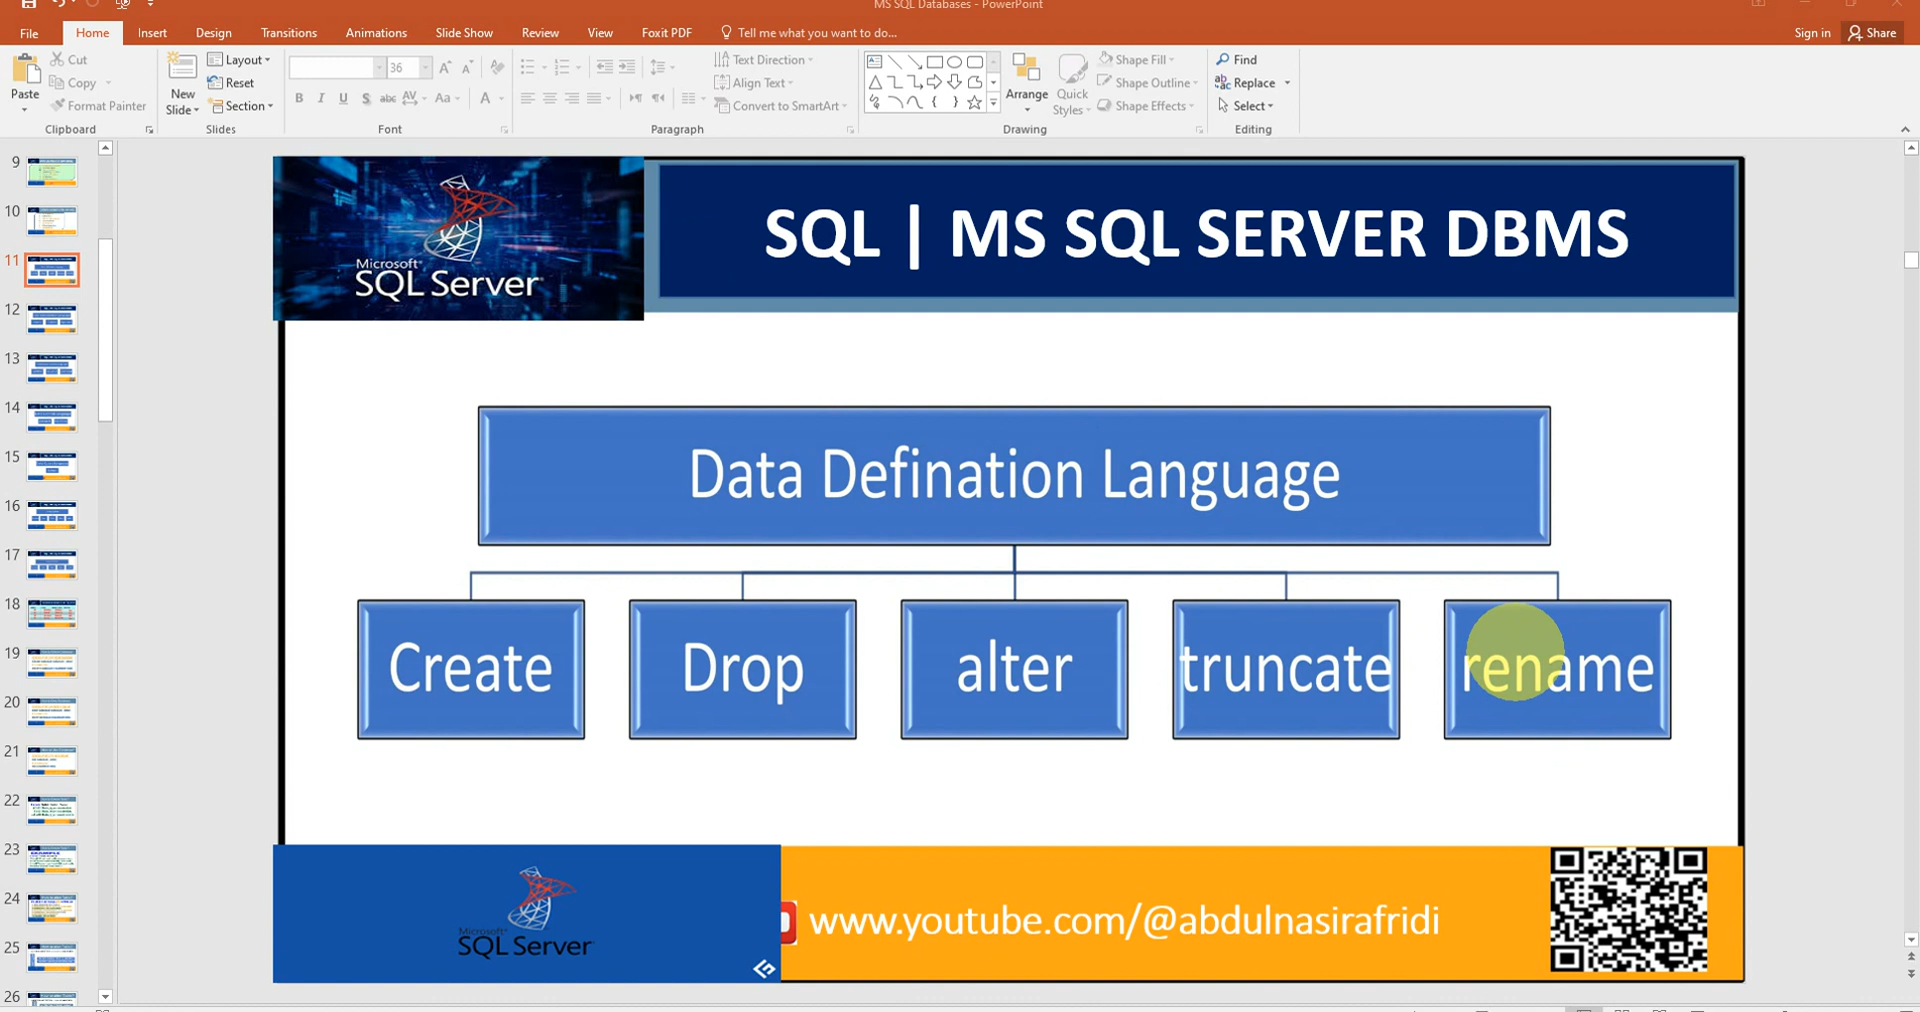 MS SQL Databases - PowerPoint
File Home Insert Design Transitions Animations Slide Show Review View Foxit PDF Tell me what you want to do... Sign in Share
Paste
Cut
Copy
Format Painter
Clipboard
New
Slide
Layout
Reset
Section
Slides
36
B I U S abc AV Aa A
Font
Text Direction
Align Text
Convert to SmartArt
Paragraph
Arrange
Quick
Styles
Shape Fill
Shape Outline
Shape Effects
Drawing
Find
Replace
Select
Editing
9
10
11
12
13
14
15
16
17
18
19
20
21
22
23
24
25
26
Microsoft
SQL Server
SQL | MS SQL SERVER DBMS
Data Defination Language
Create Drop alter truncate rename
Microsoft
SQL Server
www.youtube.com/@abdulnasirafridi